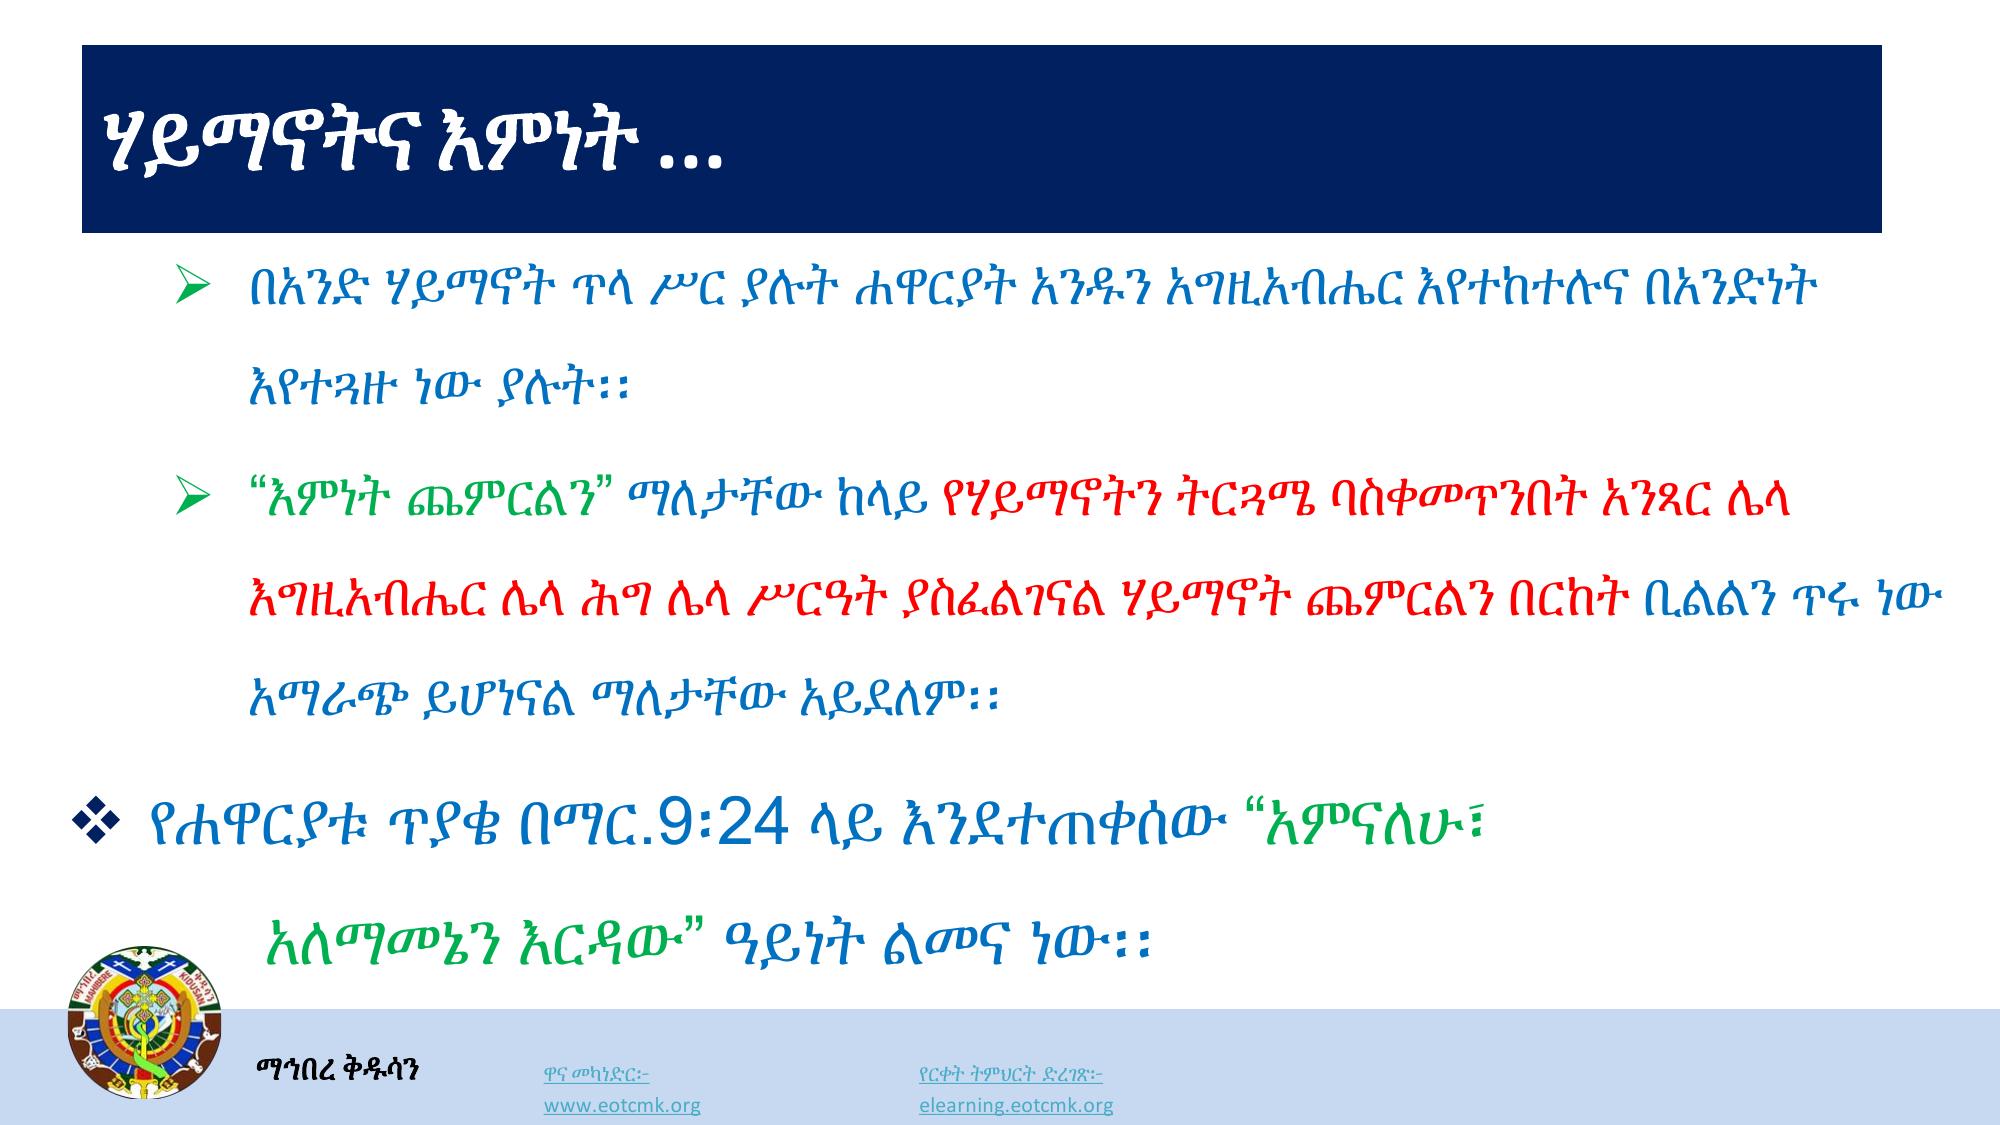 ሃይማኖትና እምነት ...
በአንድ ሃይማኖት ጥላ ሥር ያሉት ሐዋርያት አንዱን አግዚአብሔር እየተከተሉና በአንድነት
እየተጓዙ ነው ያሉት፡፡
“እምነት ጨምርልን” ማለታቸው ከላይ የሃይማኖትን ትርጓሜ ባስቀመጥንበት አንጻር ሌላ
እግዚአብሔር ሌላ ሕግ ሌላ ሥርዓት ያስፈልገናል ሃይማኖት ጨምርልን በርከት ቢልልን ጥሩ ነው
አማራጭ ይሆነናል ማለታቸው አይደለም፡፡
የሐዋርያቱ ጥያቄ በማር.9፡24 ላይ እንደተጠቀሰው “አምናለሁ፣
አለማመኔን እርዳው” ዓይነት ልመና ነው፡፡
ማኅበረ ቅዱሳን
MAHIBERE KIDUSAN
ማኅበረ ቅዱሳን
ዋና መካነድር፡-
www.eotcmk.org
የርቀት ትምህርት ድረገጽ፡-
elearning.eotcmk.org